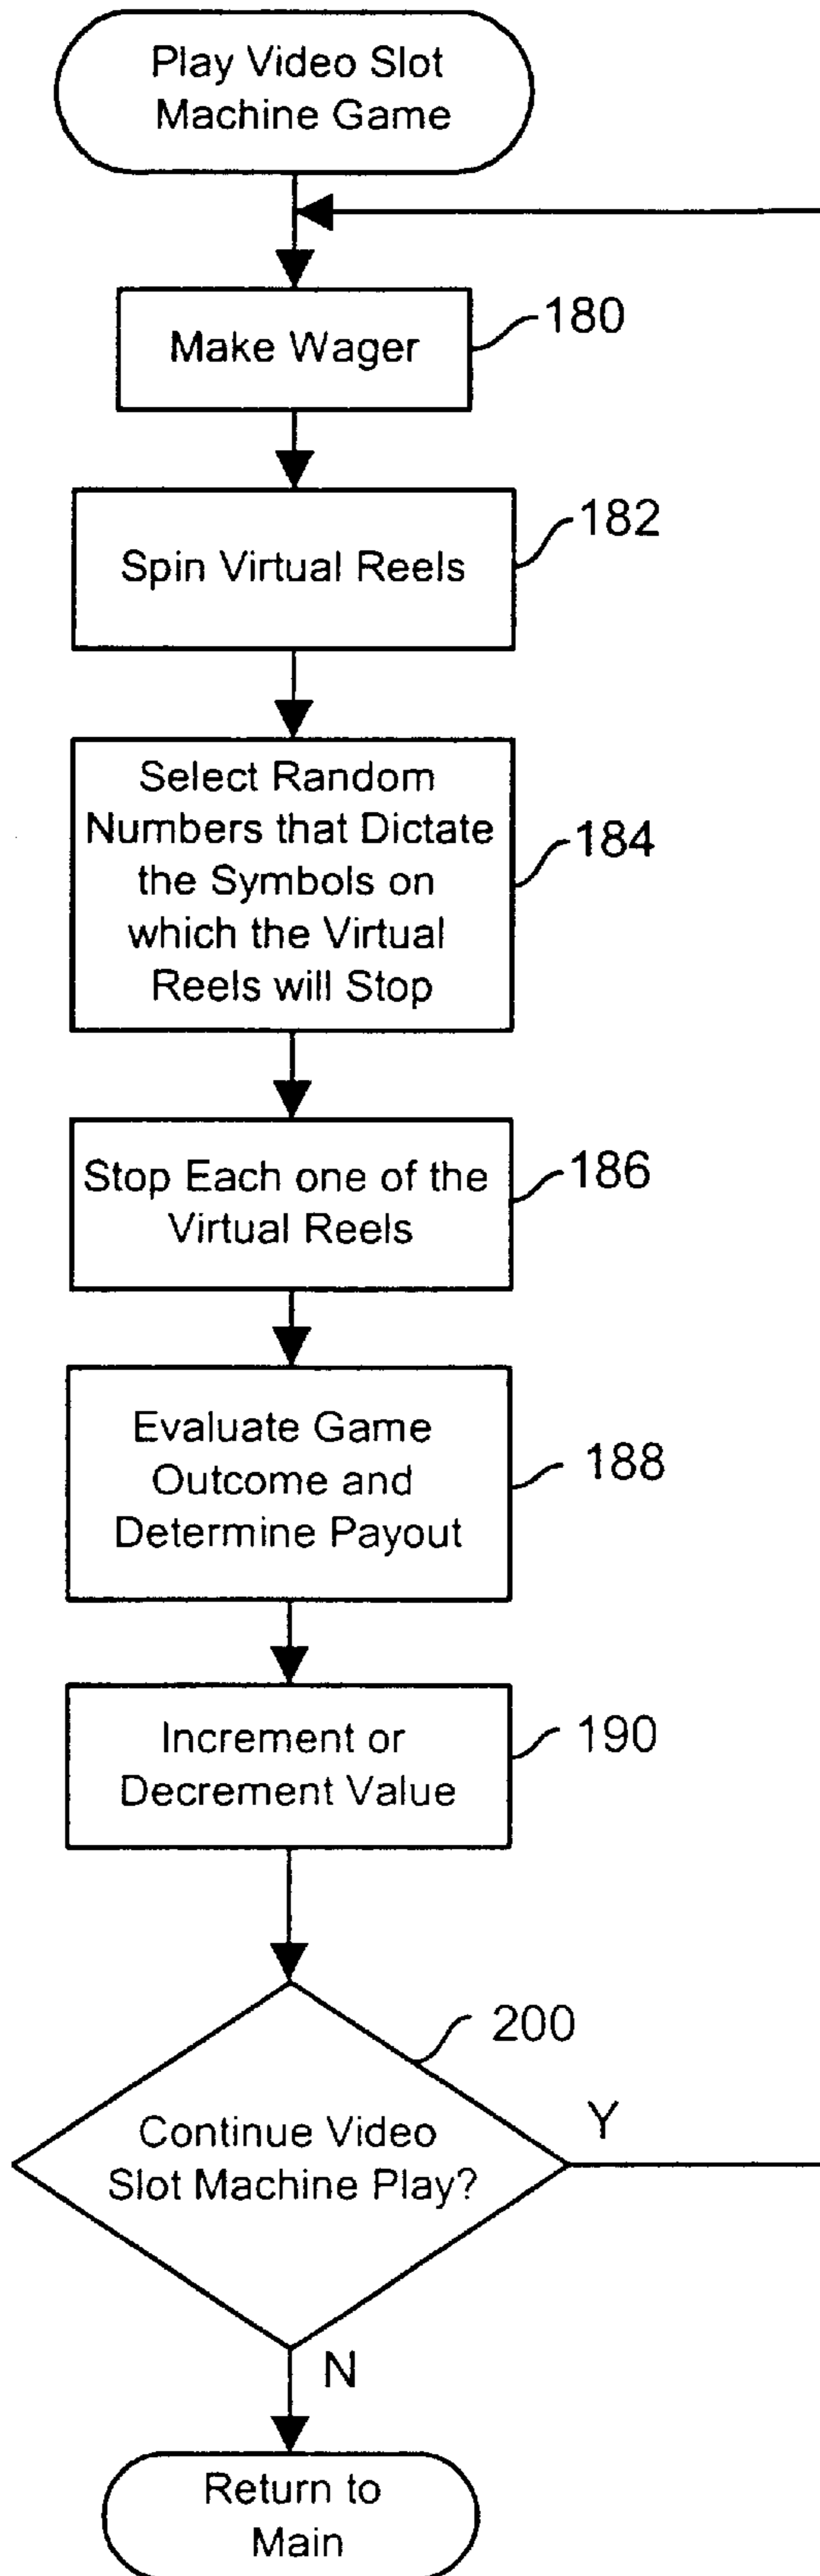 Play Video Slot
Machine Game
Make Wager
180
Spin Virtual Reels
182
Select Random
Numbers that Dictate
the Symbols on
which the Virtual
Reels will Stop
184
Stop Each one of the
Virtual Reels
186
Evaluate Game
Outcome and
Determine Payout
188
Increment or
Decrement Value
190
200
Continue Video
Slot Machine Play?
Y
N
Return to
Main